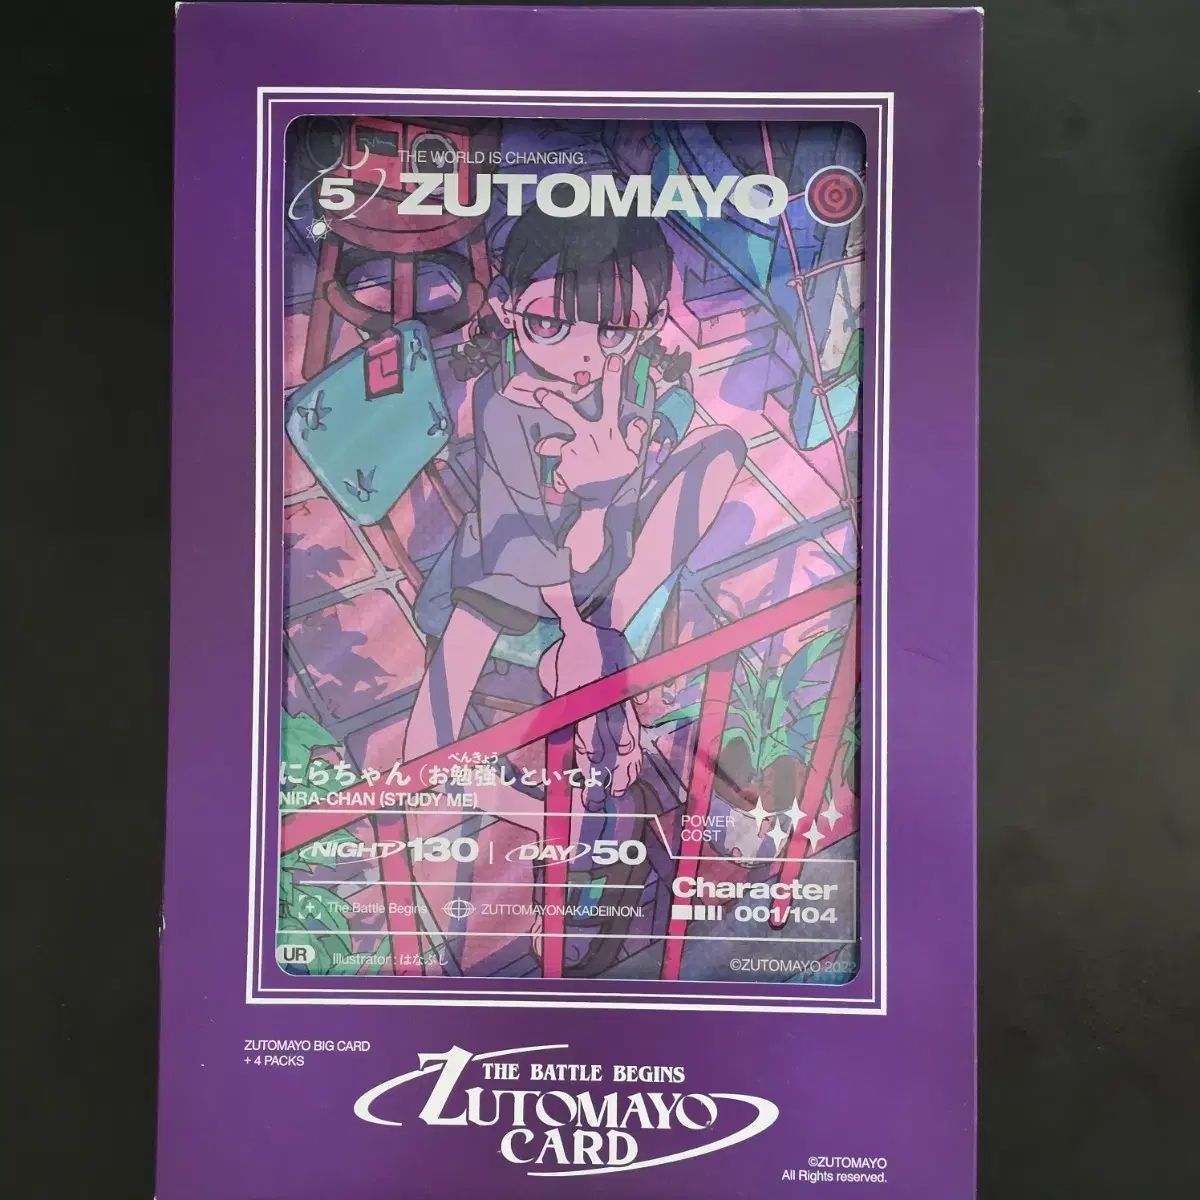 THE WORLD IS CHANGING.
5 ZUTOMAYO
べんきょう
にらちゃん（お勉強しといてよ）
NIRA-CHAN (STUDY ME)
POWER
COST
NIGHT 130 | DAY 50
Character
001/104
The Battle Begins ZUTTOMAYONAKADEIINONI.
UR Illustrator : はなぶし
©ZUTOMAYO 2022
ZUTOMAYO BIG CARD
+ 4 PACKS
THE BATTLE BEGINS
ZUTOMAYO
CARD
©ZUTOMAYO
All Rights reserved.